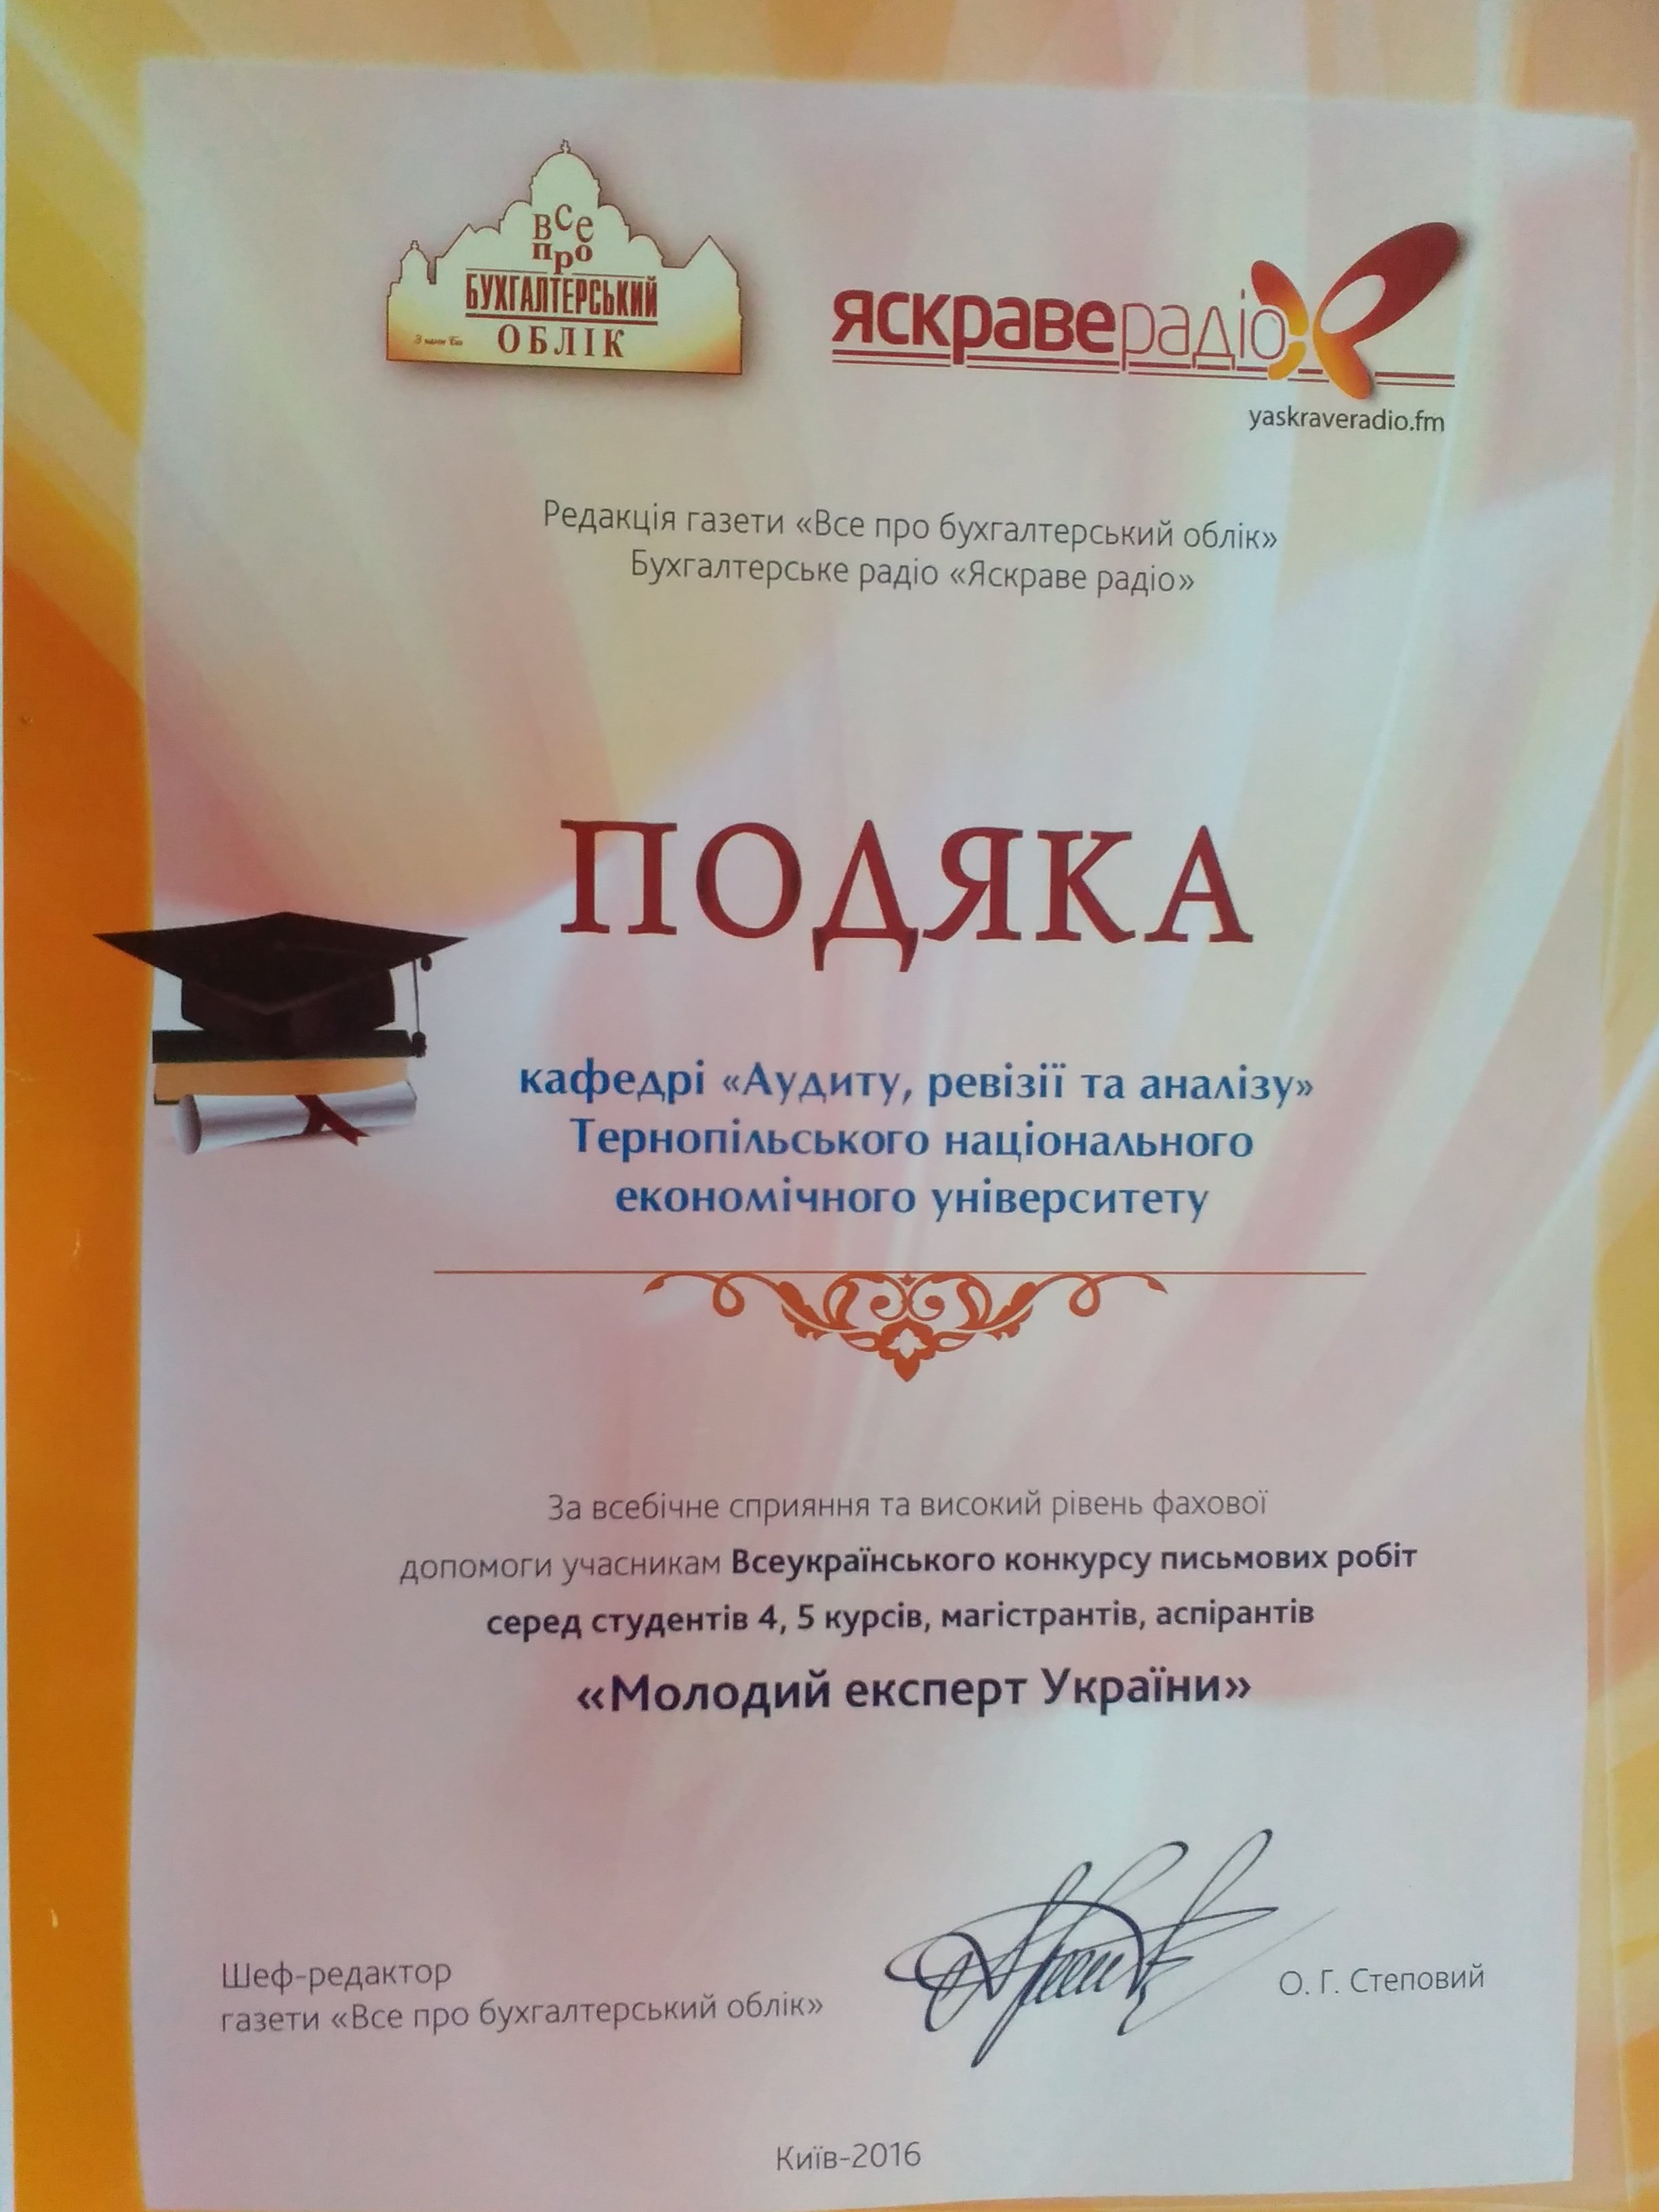 Все
про
БУХГАЛТЕРСЬКИЙ
ОБЛІК
ЯСКРАВЕрадіо
yaskraveradio.fm
Редакція газети «Все про бухгалтерський облік»
Бухгалтерське радіо «Яскраве радіо»
ПОДЯКА
кафедрі «Аудиту, ревізії та аналізу»
Тернопільського національного
економічного університету
За всебічне сприяння та високий рівень фахової
допомоги учасникам Всеукраїнського конкурсу письмових робіт
серед студентів 4, 5 курсів, магістрантів, аспірантів
«Молодий експерт України»
Шеф-редактор
газети «Все про бухгалтерський облік»
О. Г. Степовий
Київ-2016